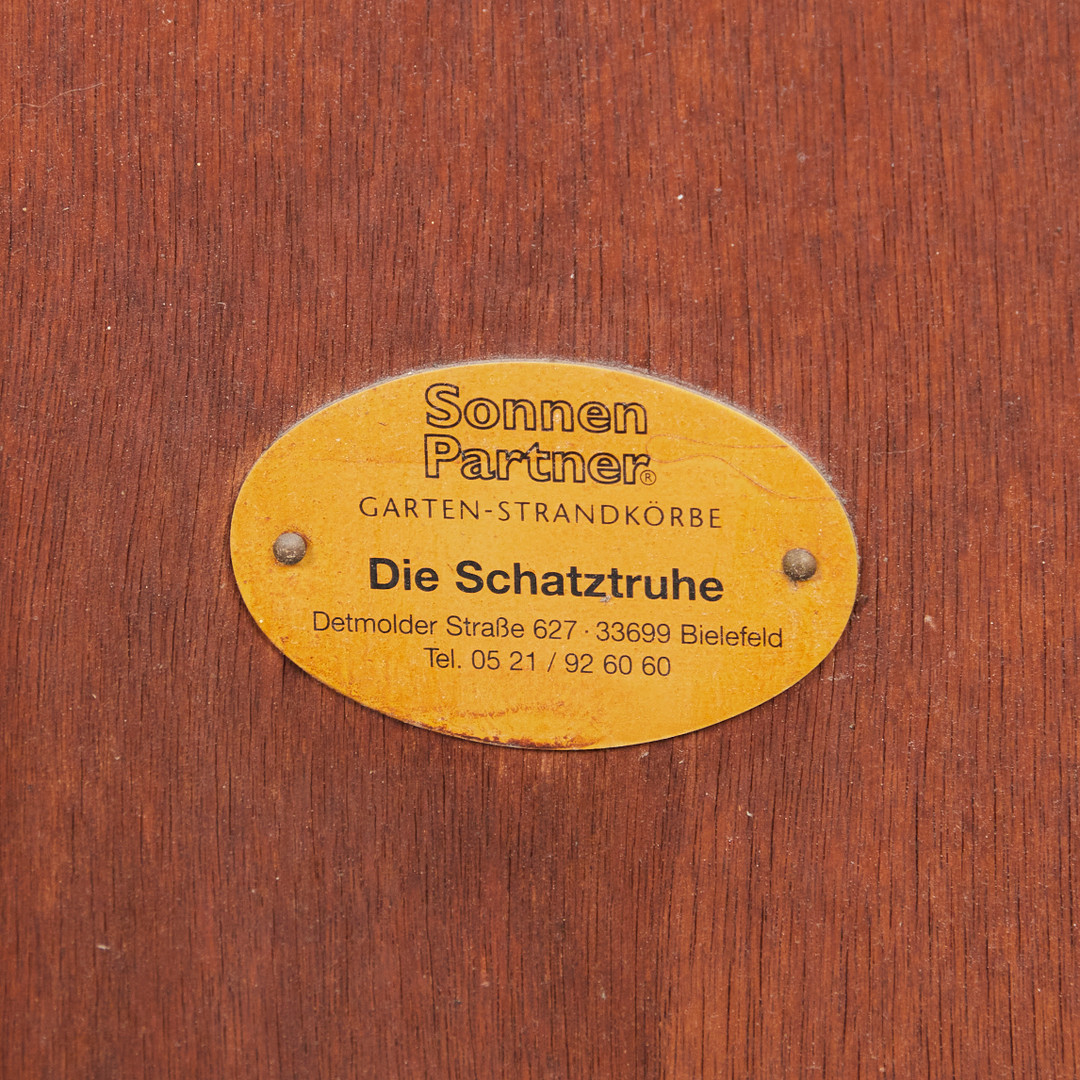 Sonnen
Partner®
GARTEN-STRANDKÖRBE
Die Schatztruhe
Detmolder Straße 627 · 33699 Bielefeld
Tel. 05 21 / 92 60 60